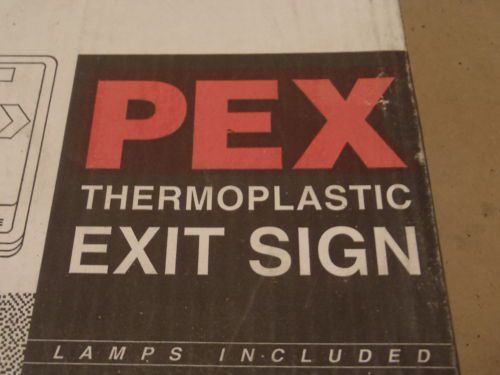 PEX
THERMOPLASTIC
EXIT SIGN
LAMPS INCLUDED